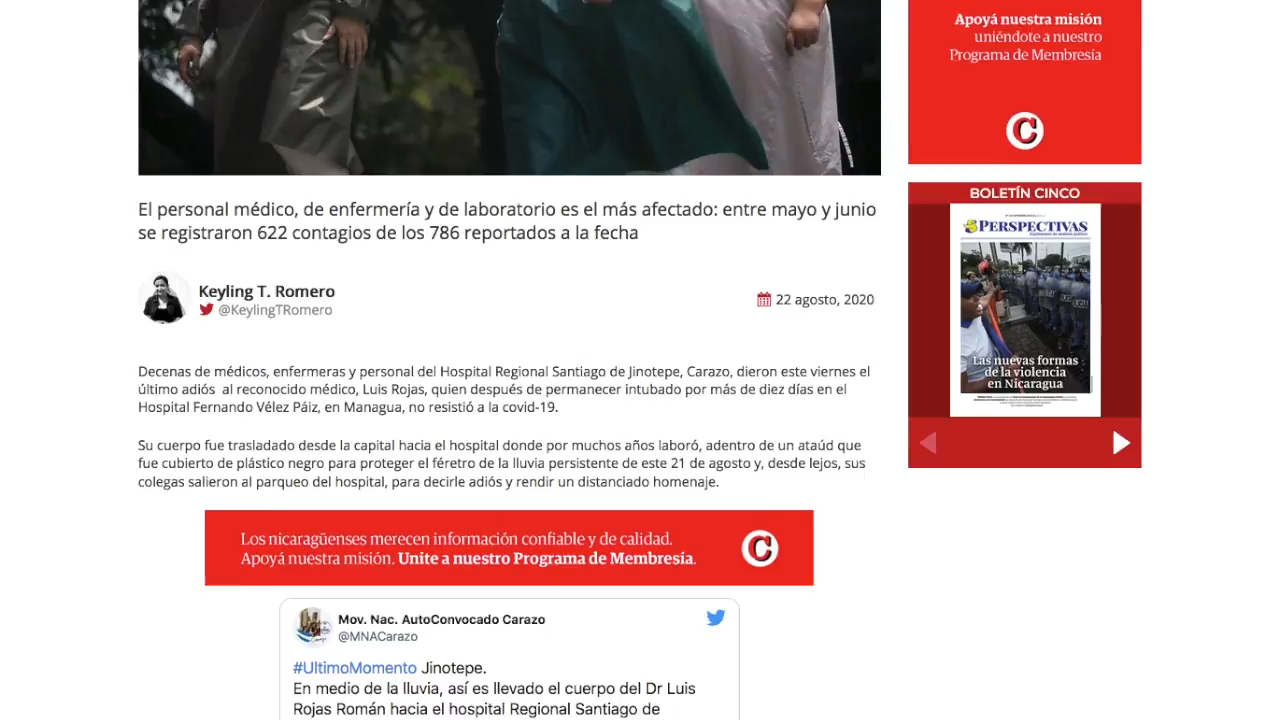 Apoyá nuestra misión
uniéndote a nuestro
Programa de Membresía
C
BOLETÍN CINCO
PERSPECTIVAS
Las nuevas formas
de la violencia
en Nicaragua
El personal médico, de enfermería y de laboratorio es el más afectado: entre mayo y junio
se registraron 622 contagios de los 786 reportados a la fecha
Keyling T. Romero
@KeylingTRomero
22 agosto, 2020
Decenas de médicos, enfermeras y personal del Hospital Regional Santiago de Jinotepe, Carazo, dieron este viernes el
último adiós al reconocido médico, Luis Rojas, quien después de permanecer intubado por más de diez días en el
Hospital Fernando Vélez Páiz, en Managua, no resistió a la covid-19.
Su cuerpo fue trasladado desde la capital hacia el hospital donde por muchos años laboró, adentro de un ataúd que
fue cubierto de plástico negro para proteger el féretro de la lluvia persistente de este 21 de agosto y, desde lejos, sus
colegas salieron al parqueo del hospital, para decirle adiós y rendir un distanciado homenaje.
Los nicaragüenses merecen información confiable y de calidad.
Apoyá nuestra misión. Unite a nuestro Programa de Membresía.
C
Mov. Nac. AutoConvocado Carazo
@MNACarazo
#UltimoMomento Jinotepe.
En medio de la lluvia, así es llevado el cuerpo del Dr Luis
Rojas Román hacia el hospital Regional Santiago de